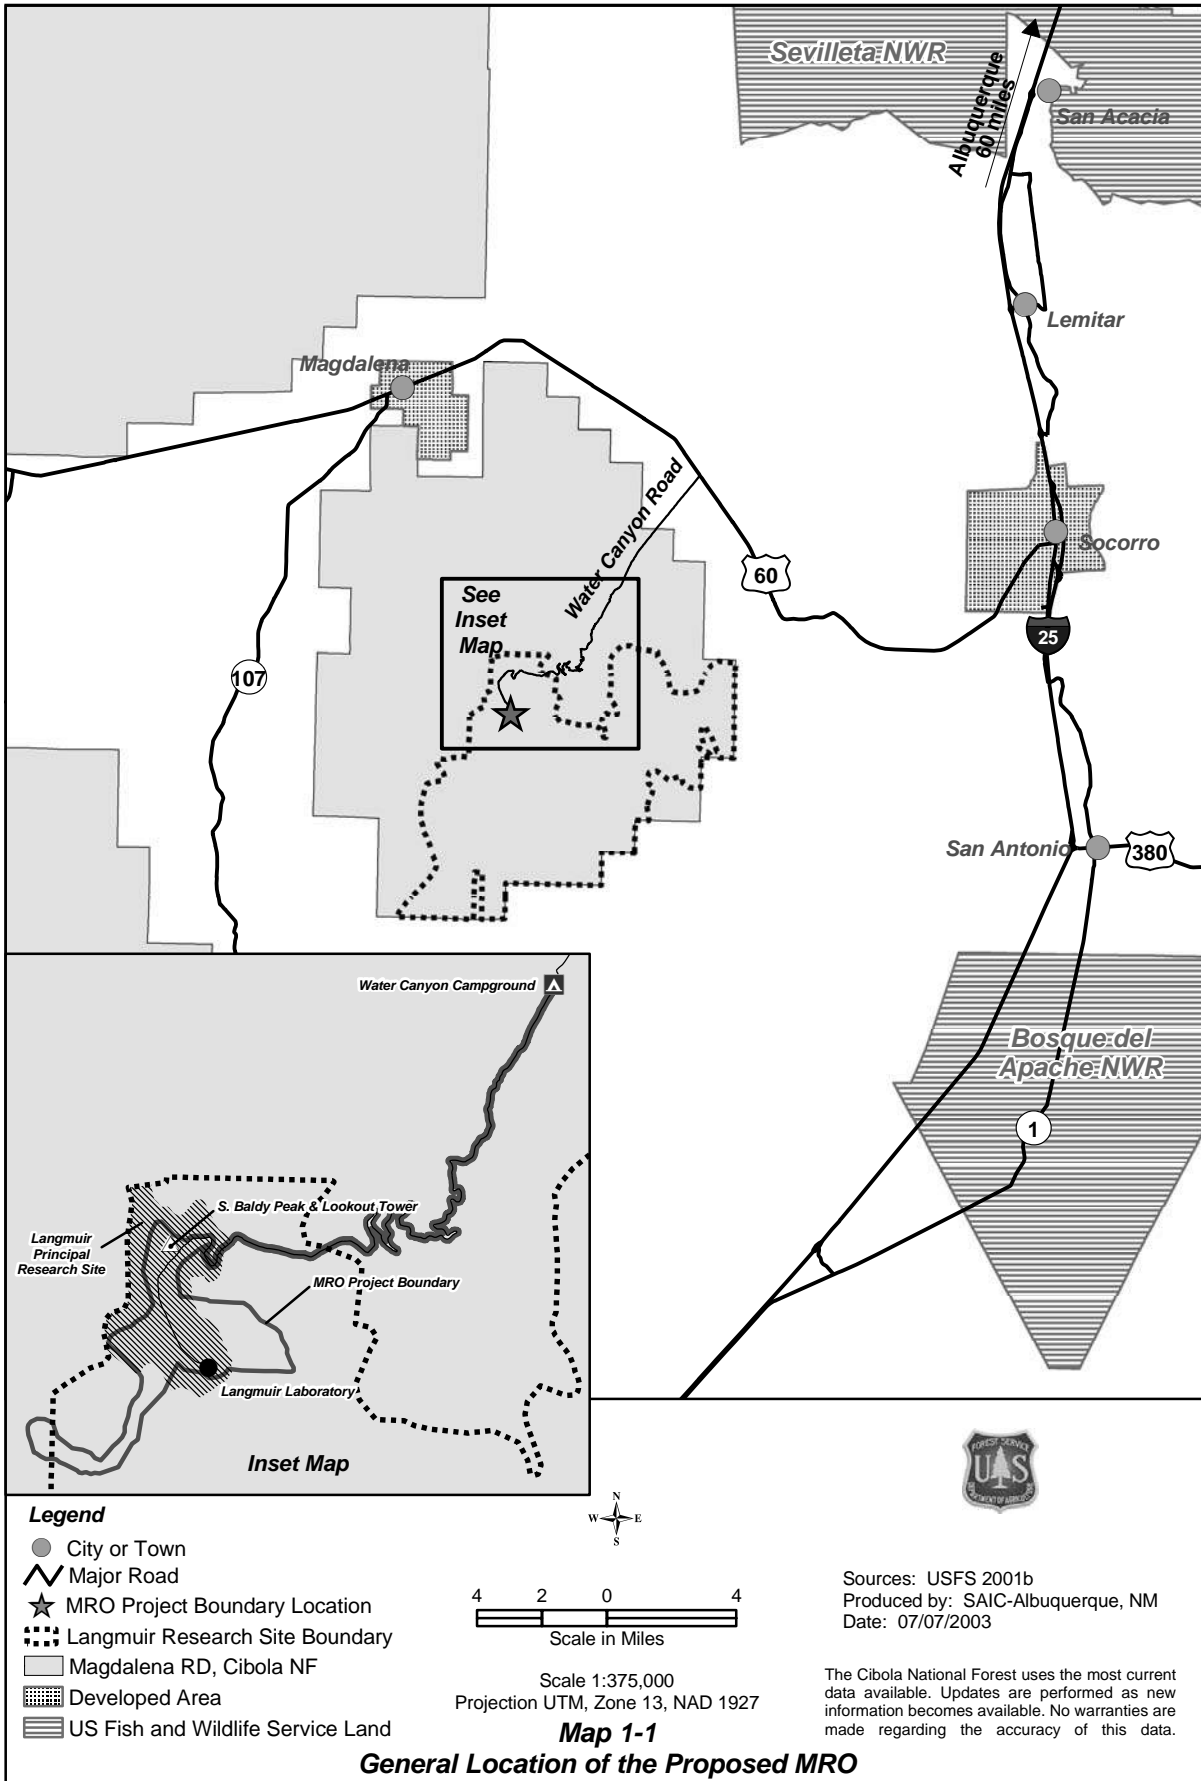 Sevilleta NWR
Albuquerque
60 miles
San Acacia
Lemitar
Magdalena
Water Canyon Road
Socorro
60
See
Inset
Map
25
107
San Antonio
380
Water Canyon Campground
Bosque del
Apache NWR
1
S. Baldy Peak & Lookout Tower
Langmuir
Principal
Research Site
MRO Project Boundary
Langmuir Laboratory
Inset Map
FOREST SERVICE
U S
DEPARTMENT OF AGRICULTURE
Legend
City or Town
Major Road
MRO Project Boundary Location
Langmuir Research Site Boundary
Magdalena RD, Cibola NF
Developed Area
US Fish and Wildlife Service Land
N
W E
S
4 2 0 4
Scale in Miles
Scale 1:375,000
Projection UTM, Zone 13, NAD 1927
Map 1-1
General Location of the Proposed MRO
Sources: USFS 2001b
Produced by: SAIC-Albuquerque, NM
Date: 07/07/2003
The Cibola National Forest uses the most current
data available. Updates are performed as new
information becomes available. No warranties are
made regarding the accuracy of this data.